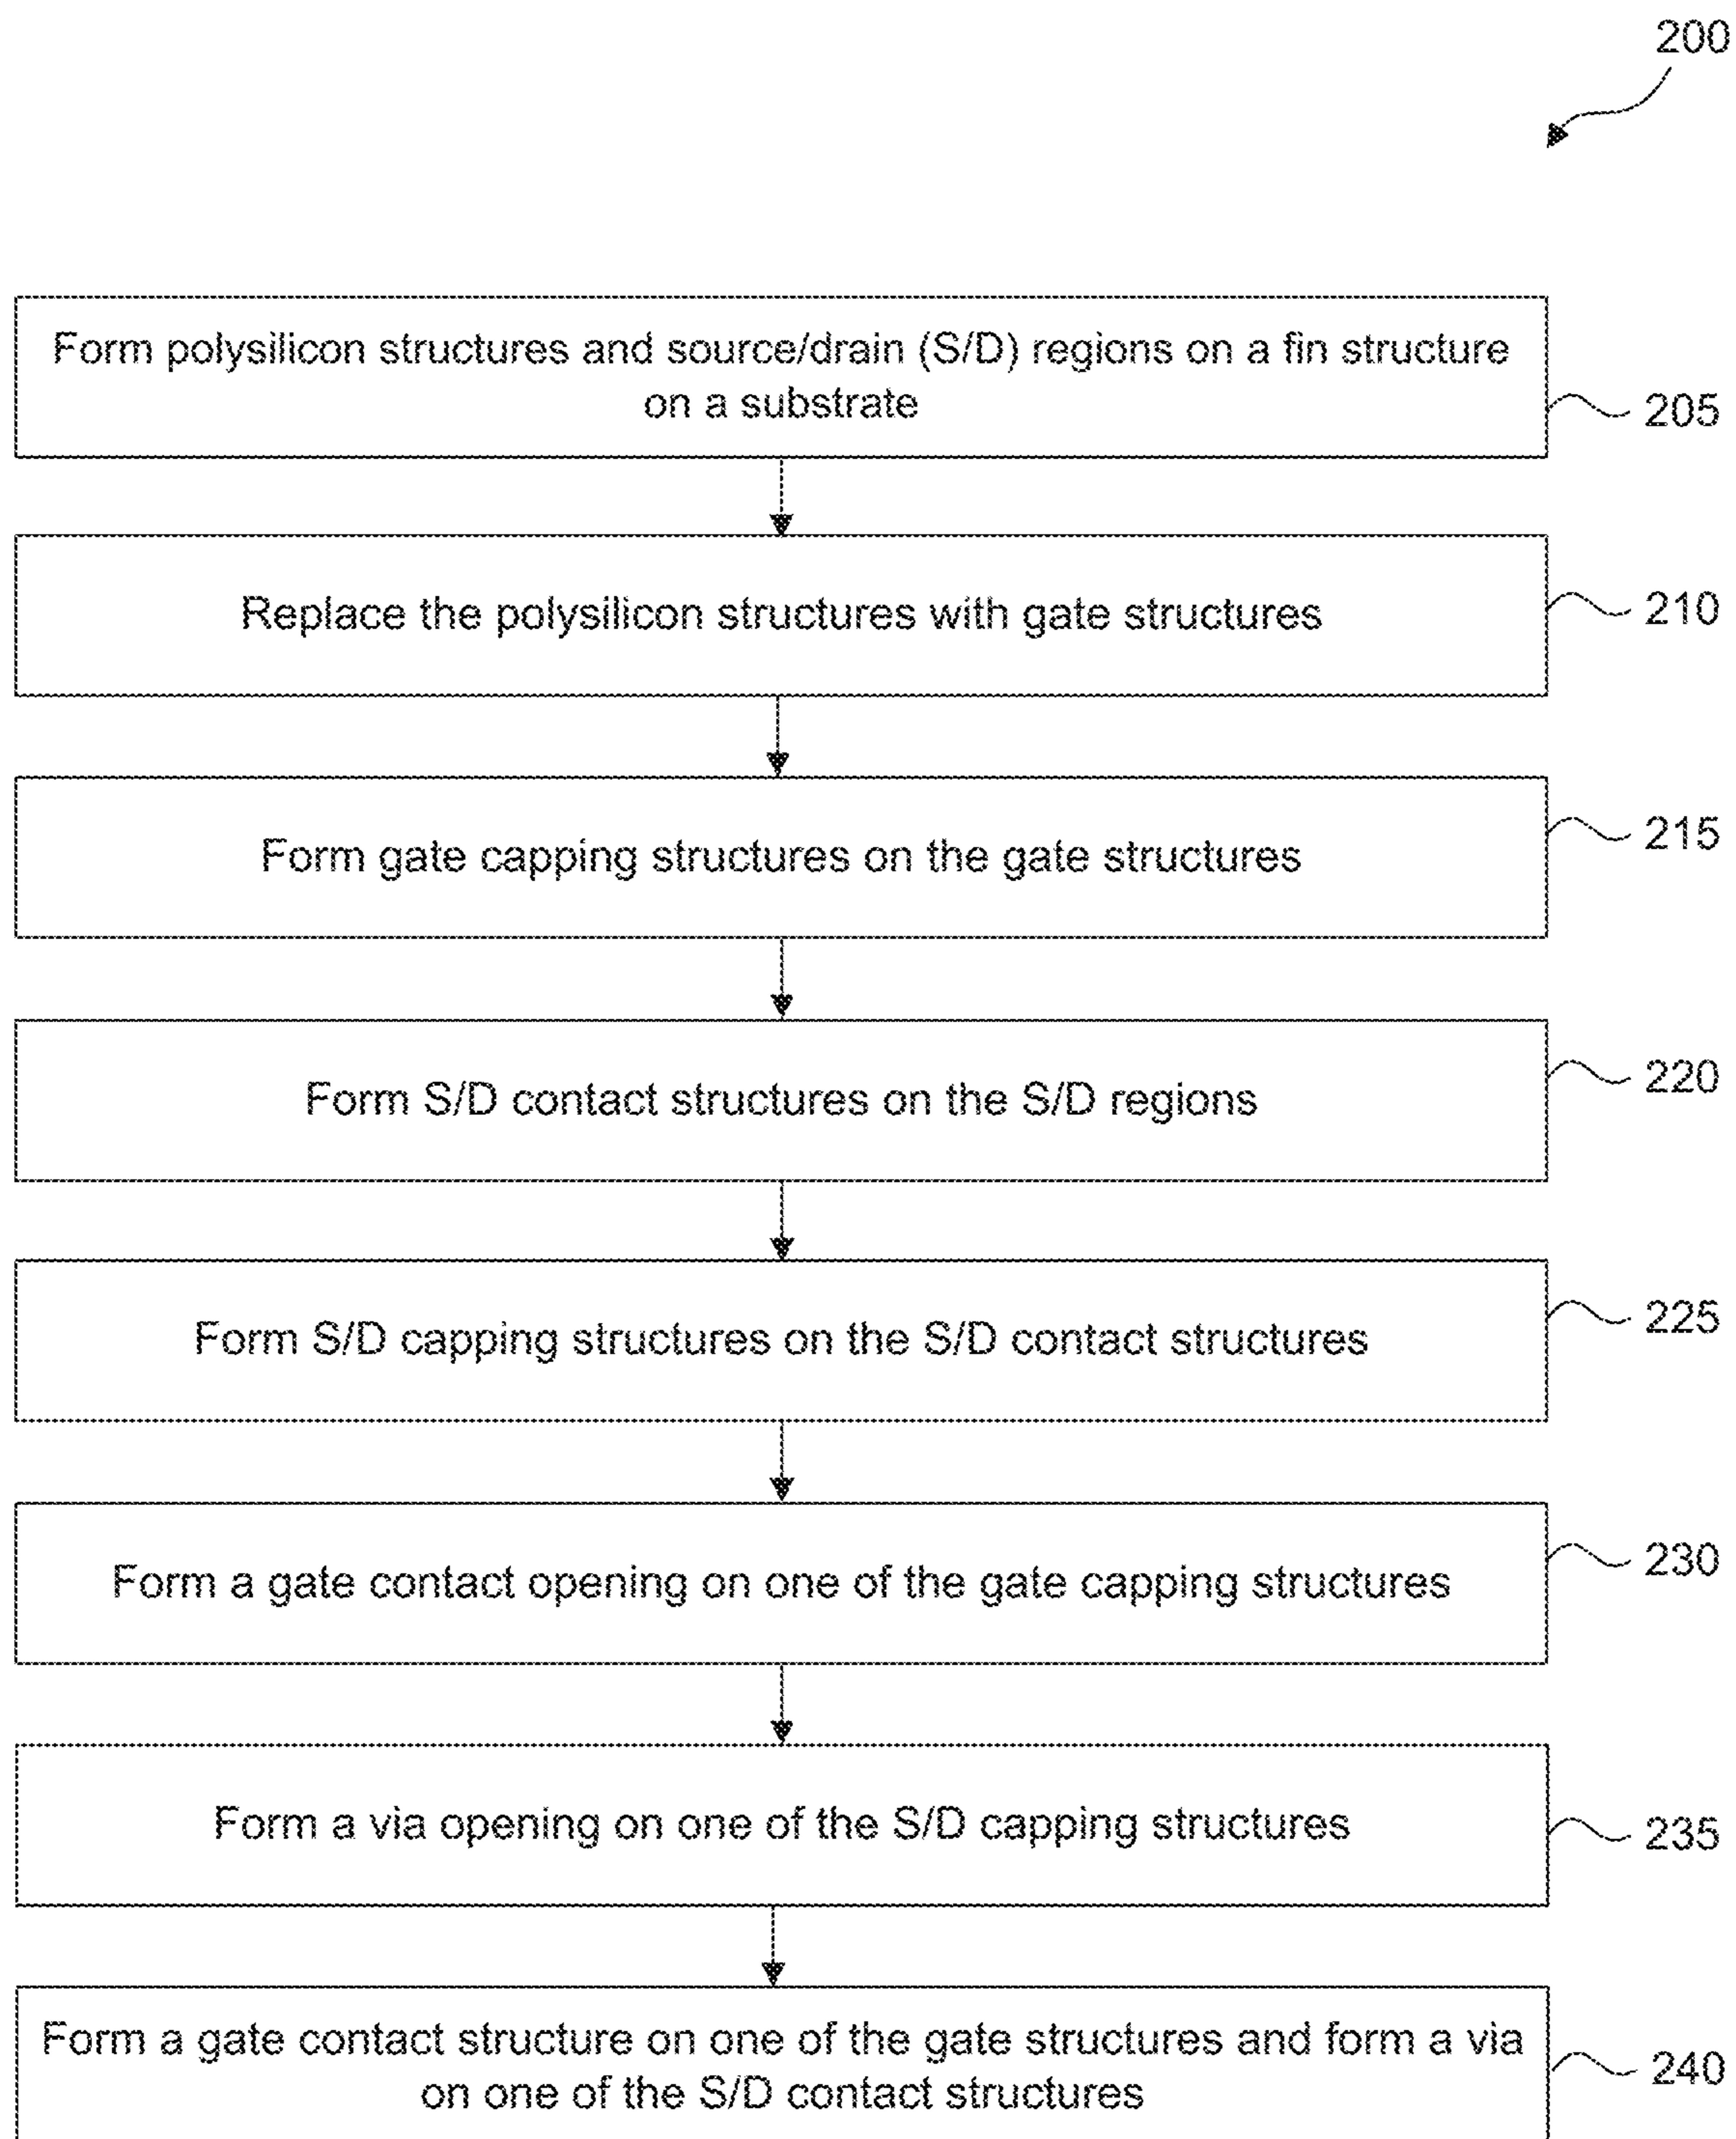 200
Form polysilicon structures and source/drain (S/D) regions on a fin structure
on a substrate
205
Replace the polysilicon structures with gate structures
210
Form gate capping structures on the gate structures
215
Form S/D contact structures on the S/D regions
220
Form S/D capping structures on the S/D contact structures
225
Form a gate contact opening on one of the gate capping structures
230
Form a via opening on one of the S/D capping structures
235
Form a gate contact structure on one of the gate structures and form a via
on one of the S/D contact structures
240